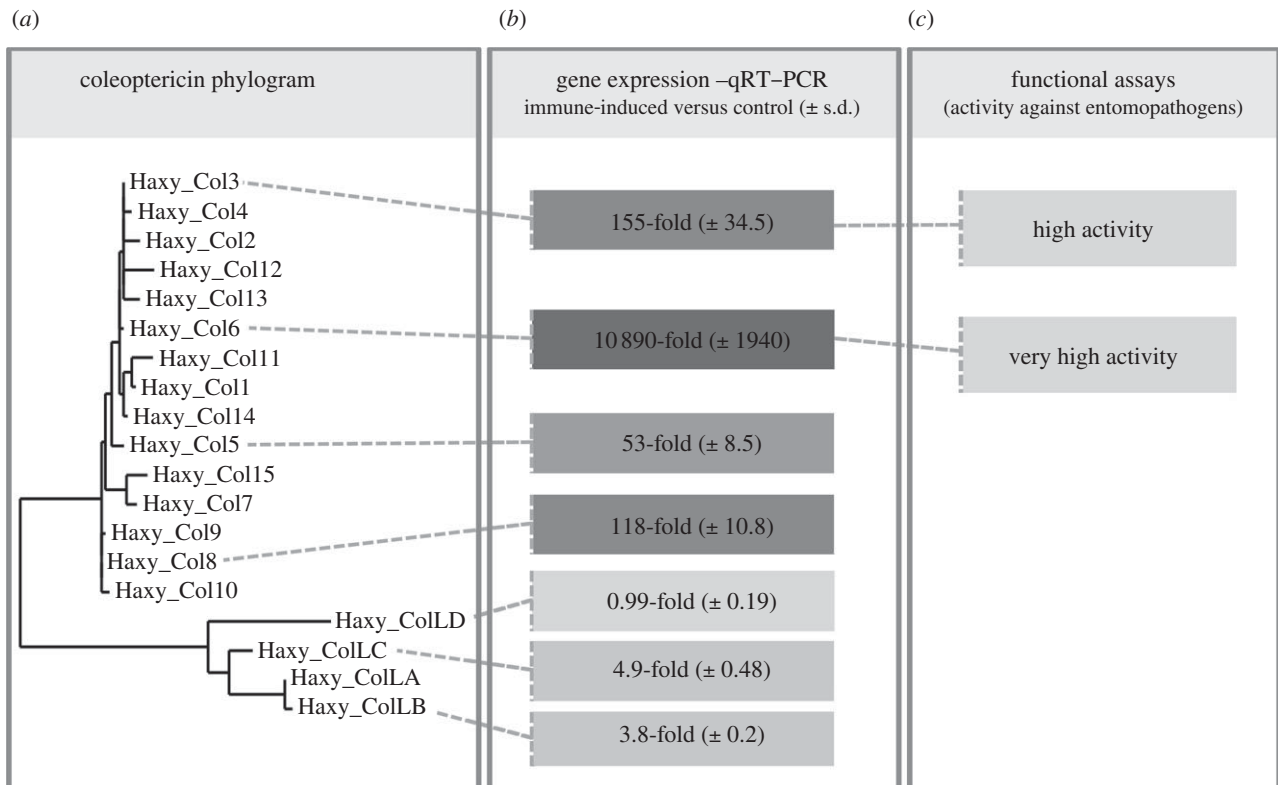 (a)
coleoptericin phylogram
Haxy_Col3
Haxy_Col4
Haxy_Col2
Haxy_Col12
Haxy_Col13
Haxy_Col6
Haxy_Col11
Haxy_Col1
Haxy_Col14
Haxy_Col5
Haxy_Col15
Haxy_Col7
Haxy_Col9
Haxy_Col8
Haxy_Col10
Haxy_ColLD
Haxy_ColLC
Haxy_ColLA
Haxy_ColLB
(b)
gene expression –qRT–PCR
immune-induced versus control (± s.d.)
155-fold (± 34.5)
10 890-fold (± 1940)
53-fold (± 8.5)
118-fold (± 10.8)
0.99-fold (± 0.19)
4.9-fold (± 0.48)
3.8-fold (± 0.2)
(c)
functional assays
(activity against entomopathogens)
high activity
very high activity